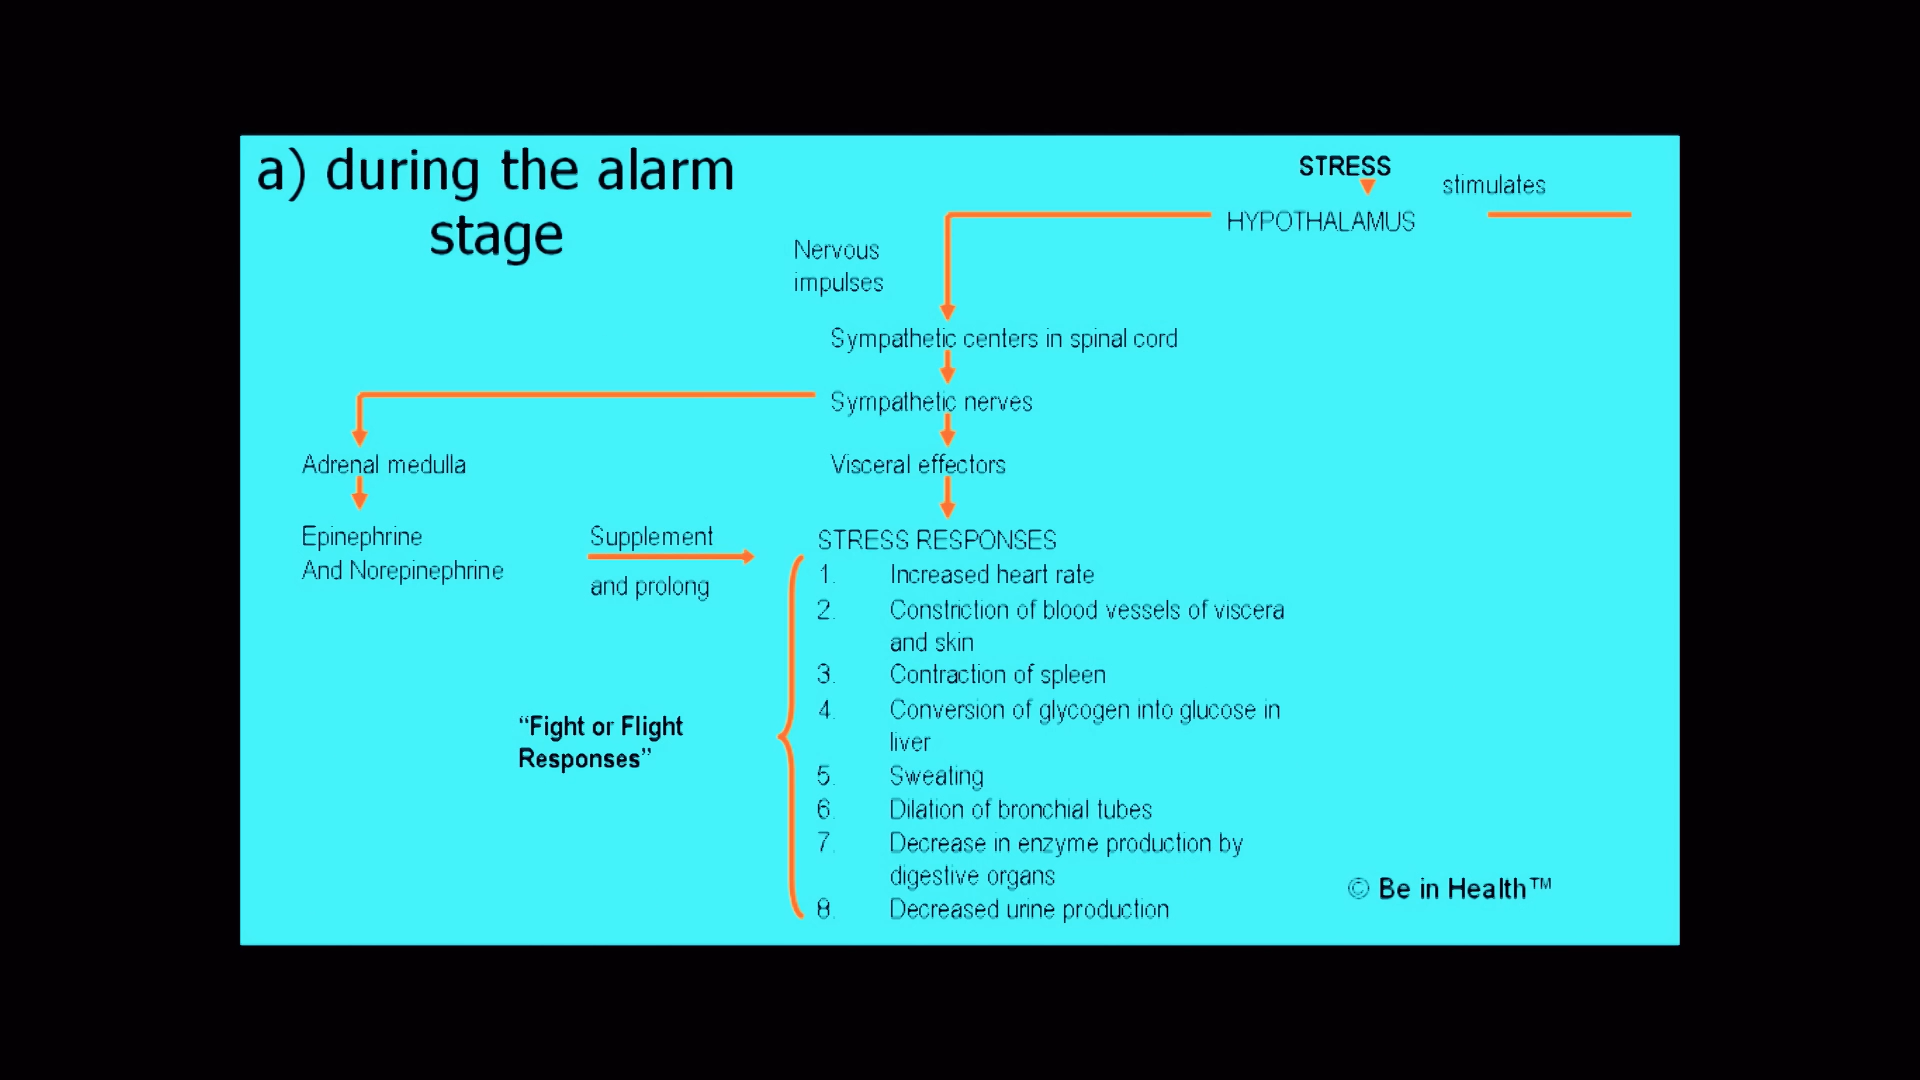 a) during the alarm
stage
STRESS
stimulates
HYPOTHALAMUS
Nervous
impulses
Sympathetic centers in spinal cord
Sympathetic nerves
Adrenal medulla
Visceral effectors
Epinephrine
And Norepinephrine
Supplement
and prolong
STRESS RESPONSES
1. Increased heart rate
2. Constriction of blood vessels of viscera
and skin
3. Contraction of spleen
4. Conversion of glycogen into glucose in
liver
5. Sweating
6. Dilation of bronchial tubes
7. Decrease in enzyme production by
digestive organs
8. Decreased urine production
“Fight or Flight
Responses”
© Be in Health™